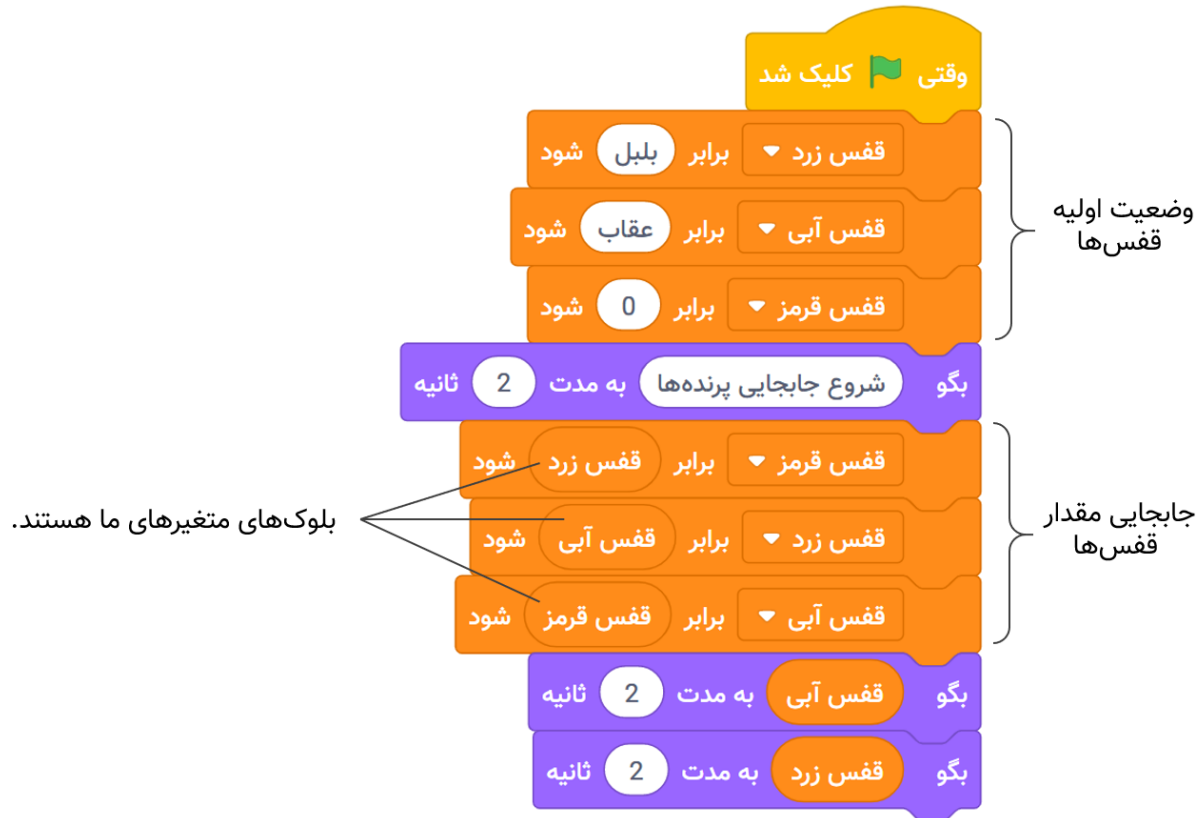 وقتی کلیک شد
قفس زرد برابر بلبل شود
قفس آبی برابر عقاب شود
قفس قرمز برابر 0 شود
وضعیت اولیه
قفس‌ها
بگو شروع جابجایی پرنده‌ها به مدت 2 ثانیه
قفس قرمز برابر قفس زرد شود
قفس زرد برابر قفس آبی شود
قفس آبی برابر قفس قرمز شود
جابجایی مقدار
قفس‌ها
بلوک‌های متغیرهای ما هستند.
بگو قفس آبی به مدت 2 ثانیه
بگو قفس زرد به مدت 2 ثانیه